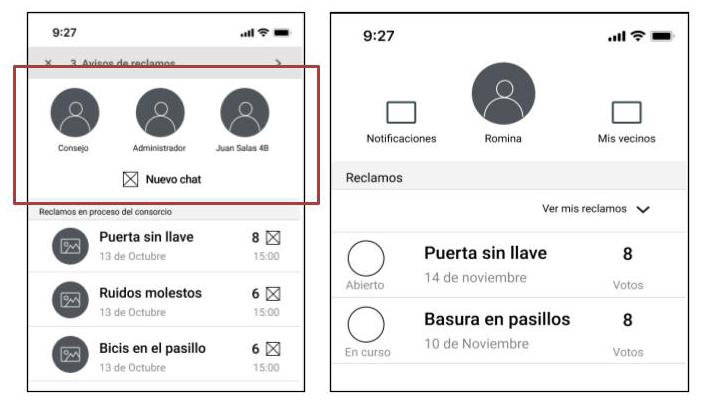 9:27
× 3 Avisos de reclamos >
Consejo Administrador Juan Salas 4B
Nuevo chat
Reclamos en proceso del consorcio
Puerta sin llave 8
13 de Octubre 15:00
Ruidos molestos 6
13 de Octubre 15:00
Bicis en el pasillo 6
13 de Octubre 15:00
9:27
Notificaciones Romina Mis vecinos
Reclamos
Ver mis reclamos
Puerta sin llave 8
Abierto 14 de noviembre Votos
Basura en pasillos 8
En curso 10 de Noviembre Votos